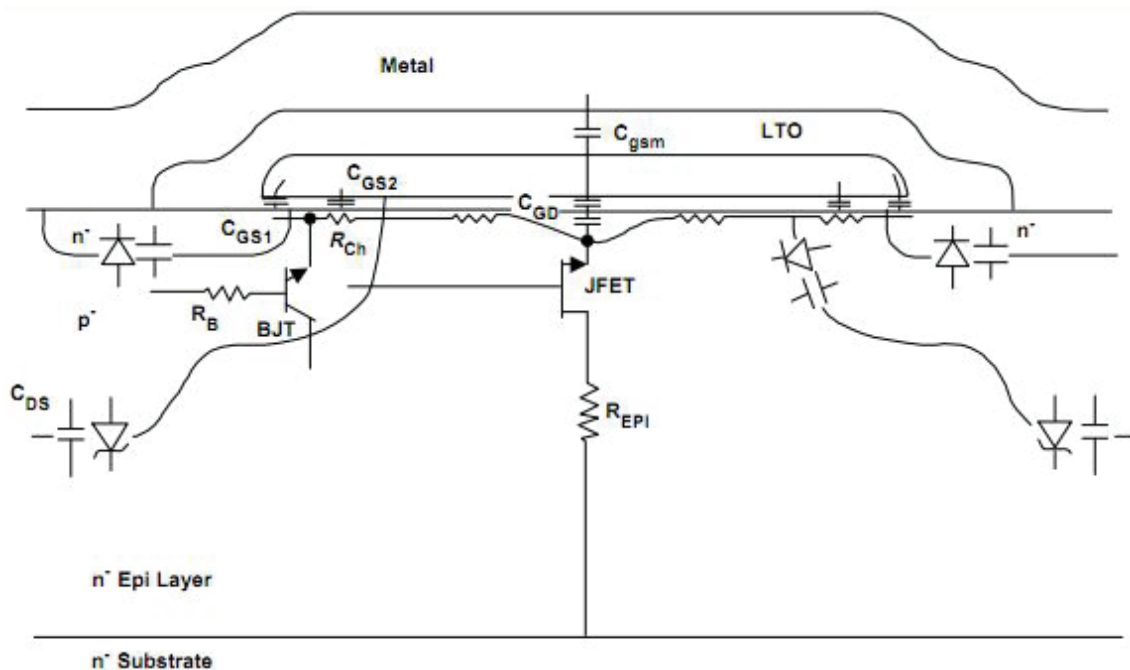 Metal
C_gsm
LTO
C_GS2
C_GD
C_GS1
R_Ch
n⁻
n⁻
JFET
R_B
BJT
p⁻
C_DS
R_EPI
n⁻ Epi Layer
n⁻ Substrate